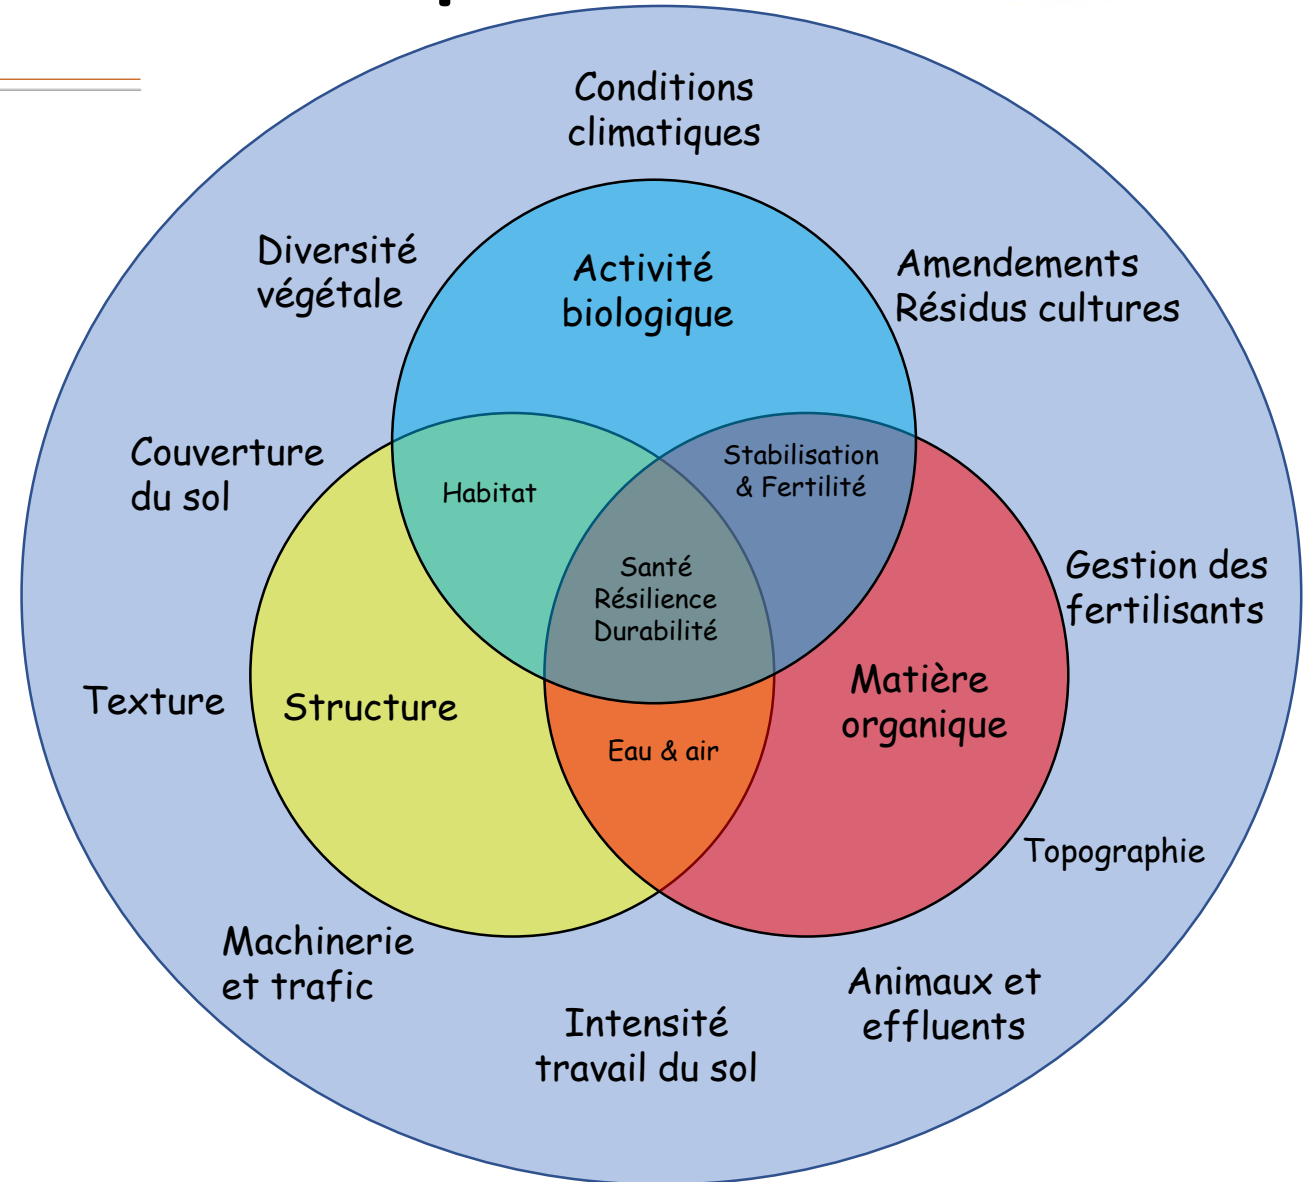 Conditions
climatiques
Diversité
végétale
Activité
biologique
Amendements
Résidus cultures
Couverture
du sol
Habitat
Stabilisation
& Fertilité
Santé
Résilience
Durabilité
Gestion des
fertilisants
Texture
Structure
Matière
organique
Eau & air
Topographie
Machinerie
et trafic
Intensité
travail du sol
Animaux et
effluents